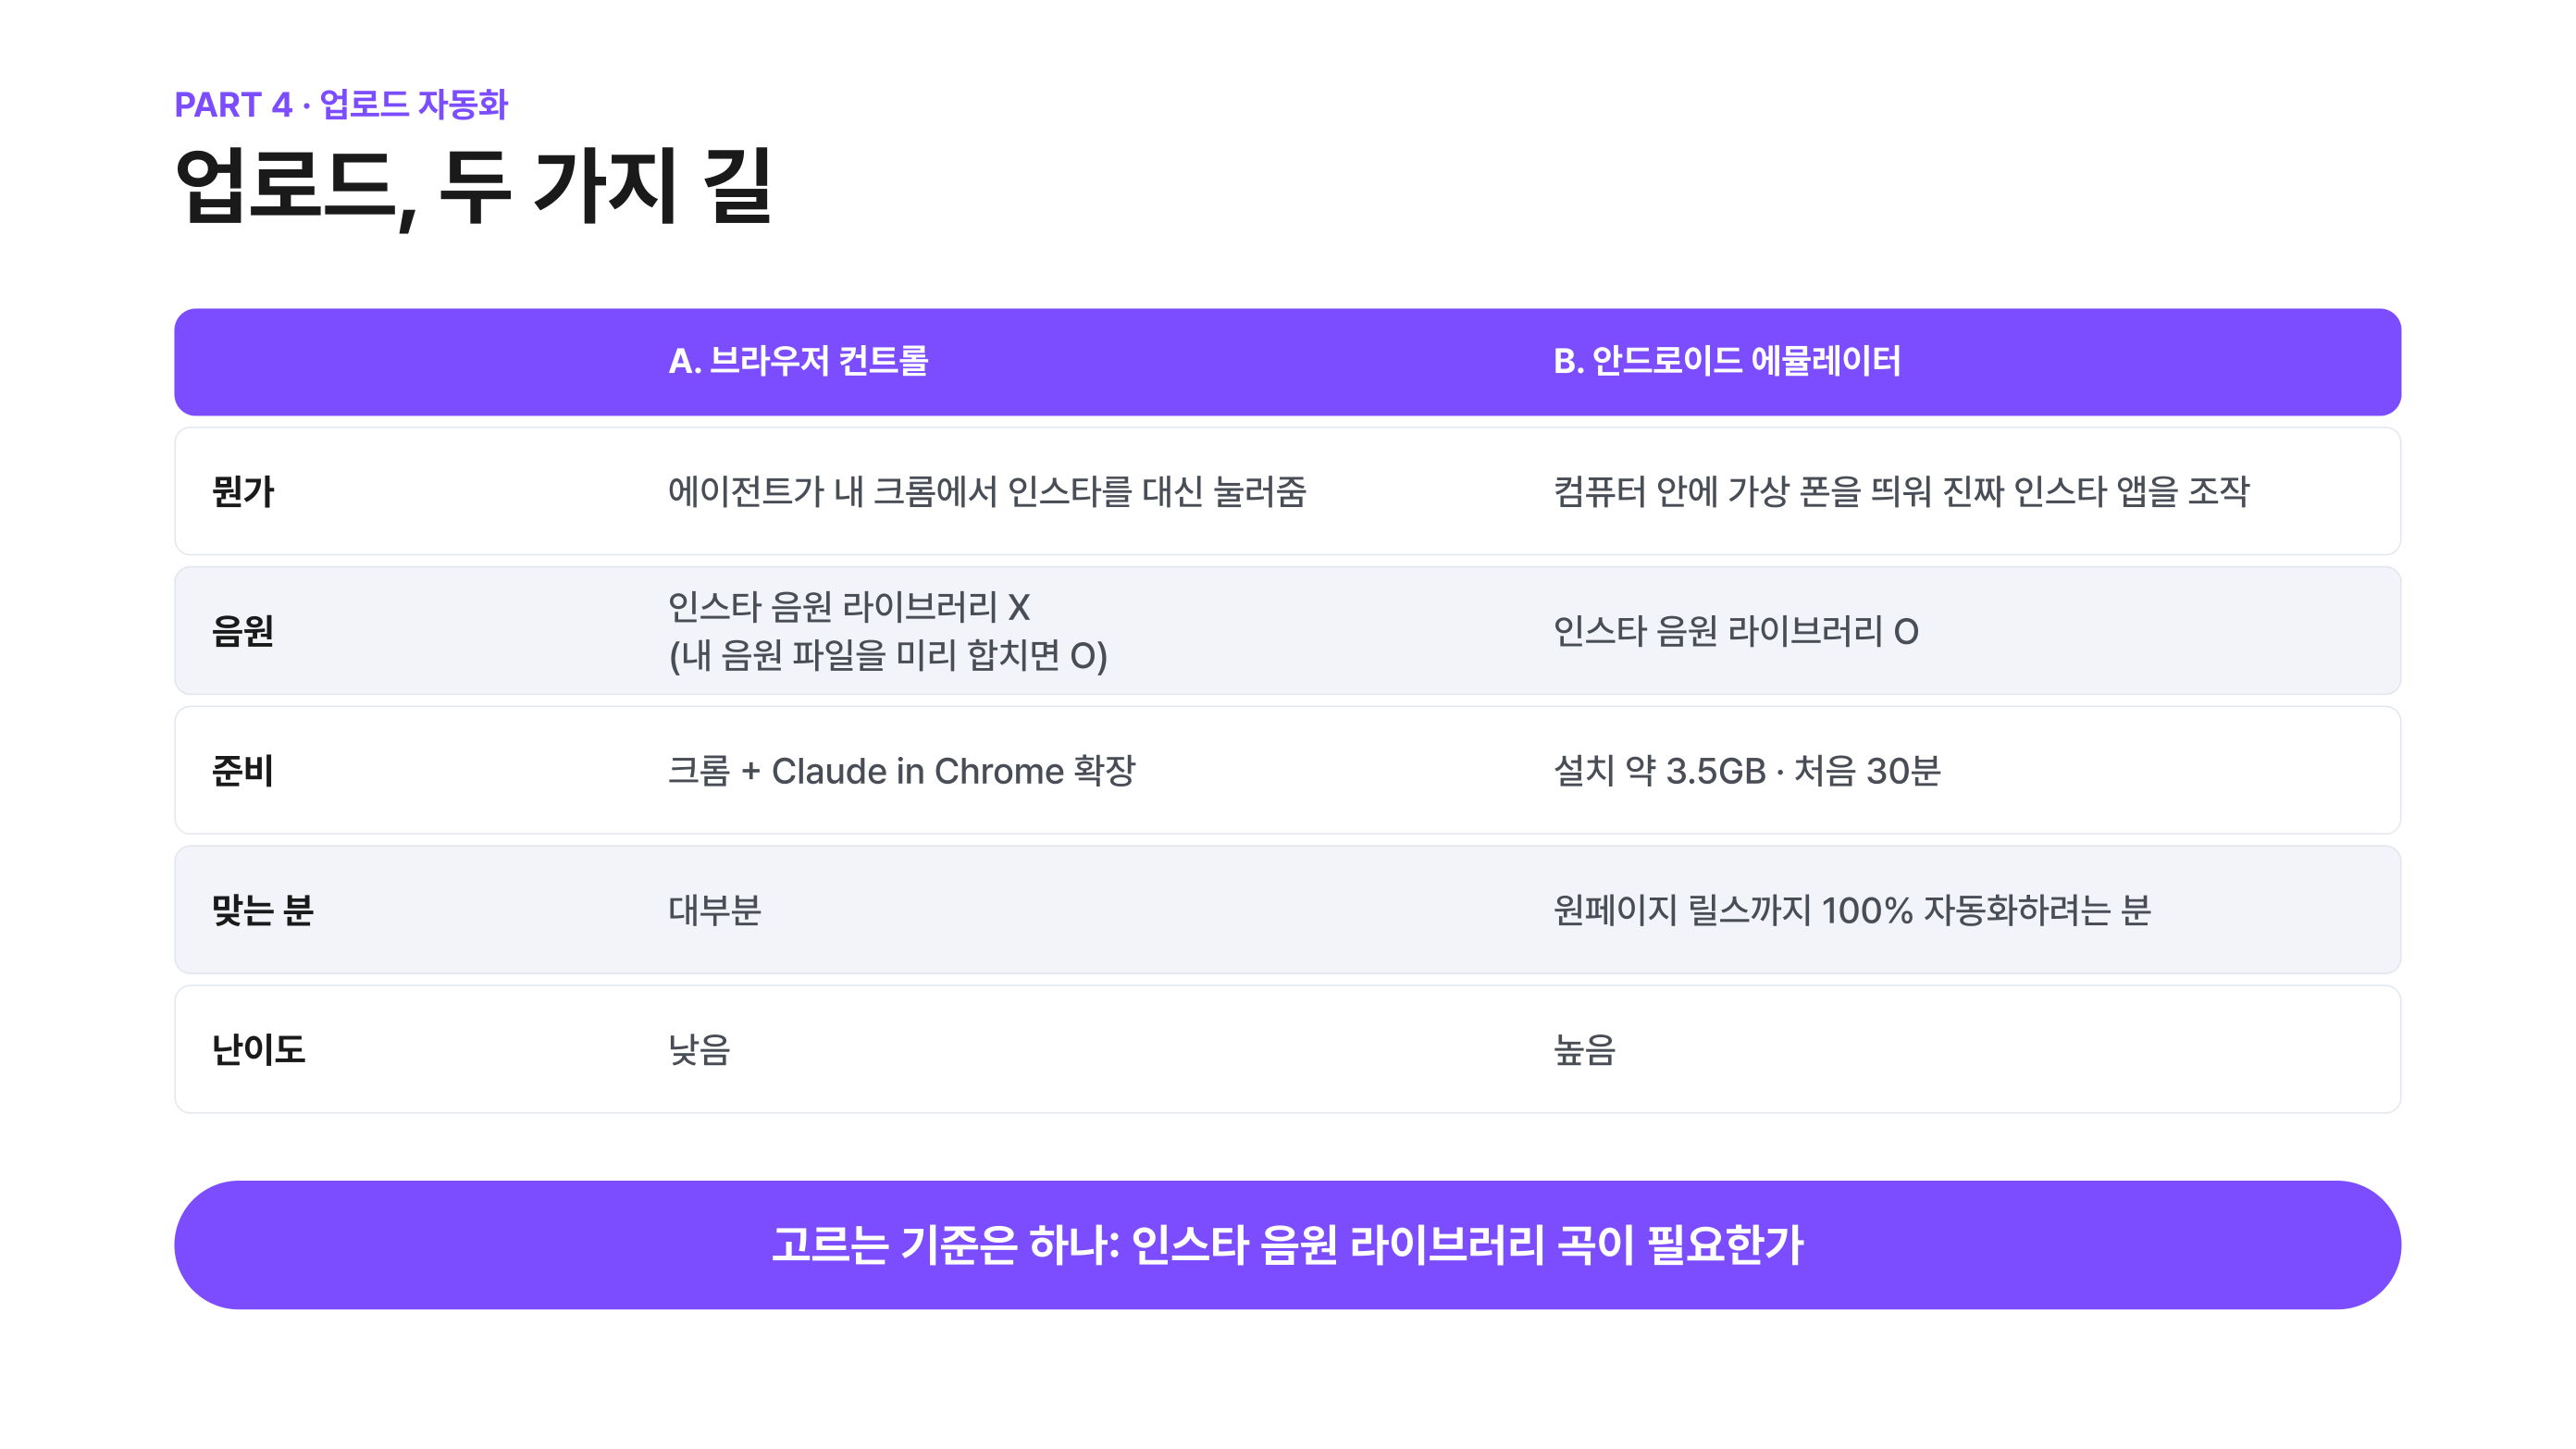 PART 4 · 업로드 자동화
업로드, 두 가지 길
A. 브라우저 컨트롤
B. 안드로이드 에뮬레이터
뭔가
에이전트가 내 크롬에서 인스타를 대신 눌러줌
컴퓨터 안에 가상 폰을 띄워 진짜 인스타 앱을 조작
음원
인스타 음원 라이브러리 X
(내 음원 파일을 미리 합치면 O)
인스타 음원 라이브러리 O
준비
크롬 + Claude in Chrome 확장
설치 약 3.5GB · 처음 30분
맞는 분
대부분
원페이지 릴스까지 100% 자동화하려는 분
난이도
낮음
높음
고르는 기준은 하나: 인스타 음원 라이브러리 곡이 필요한가